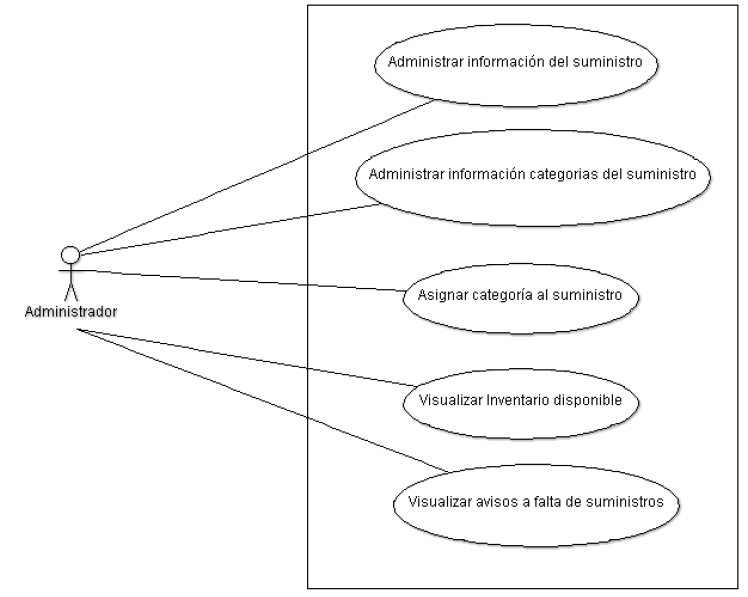 Administrar información del suministro
Administrar información categorias del suministro
Asignar categoría al suministro
Administrador
Visualizar Inventario disponible
Visualizar avisos a falta de suministros